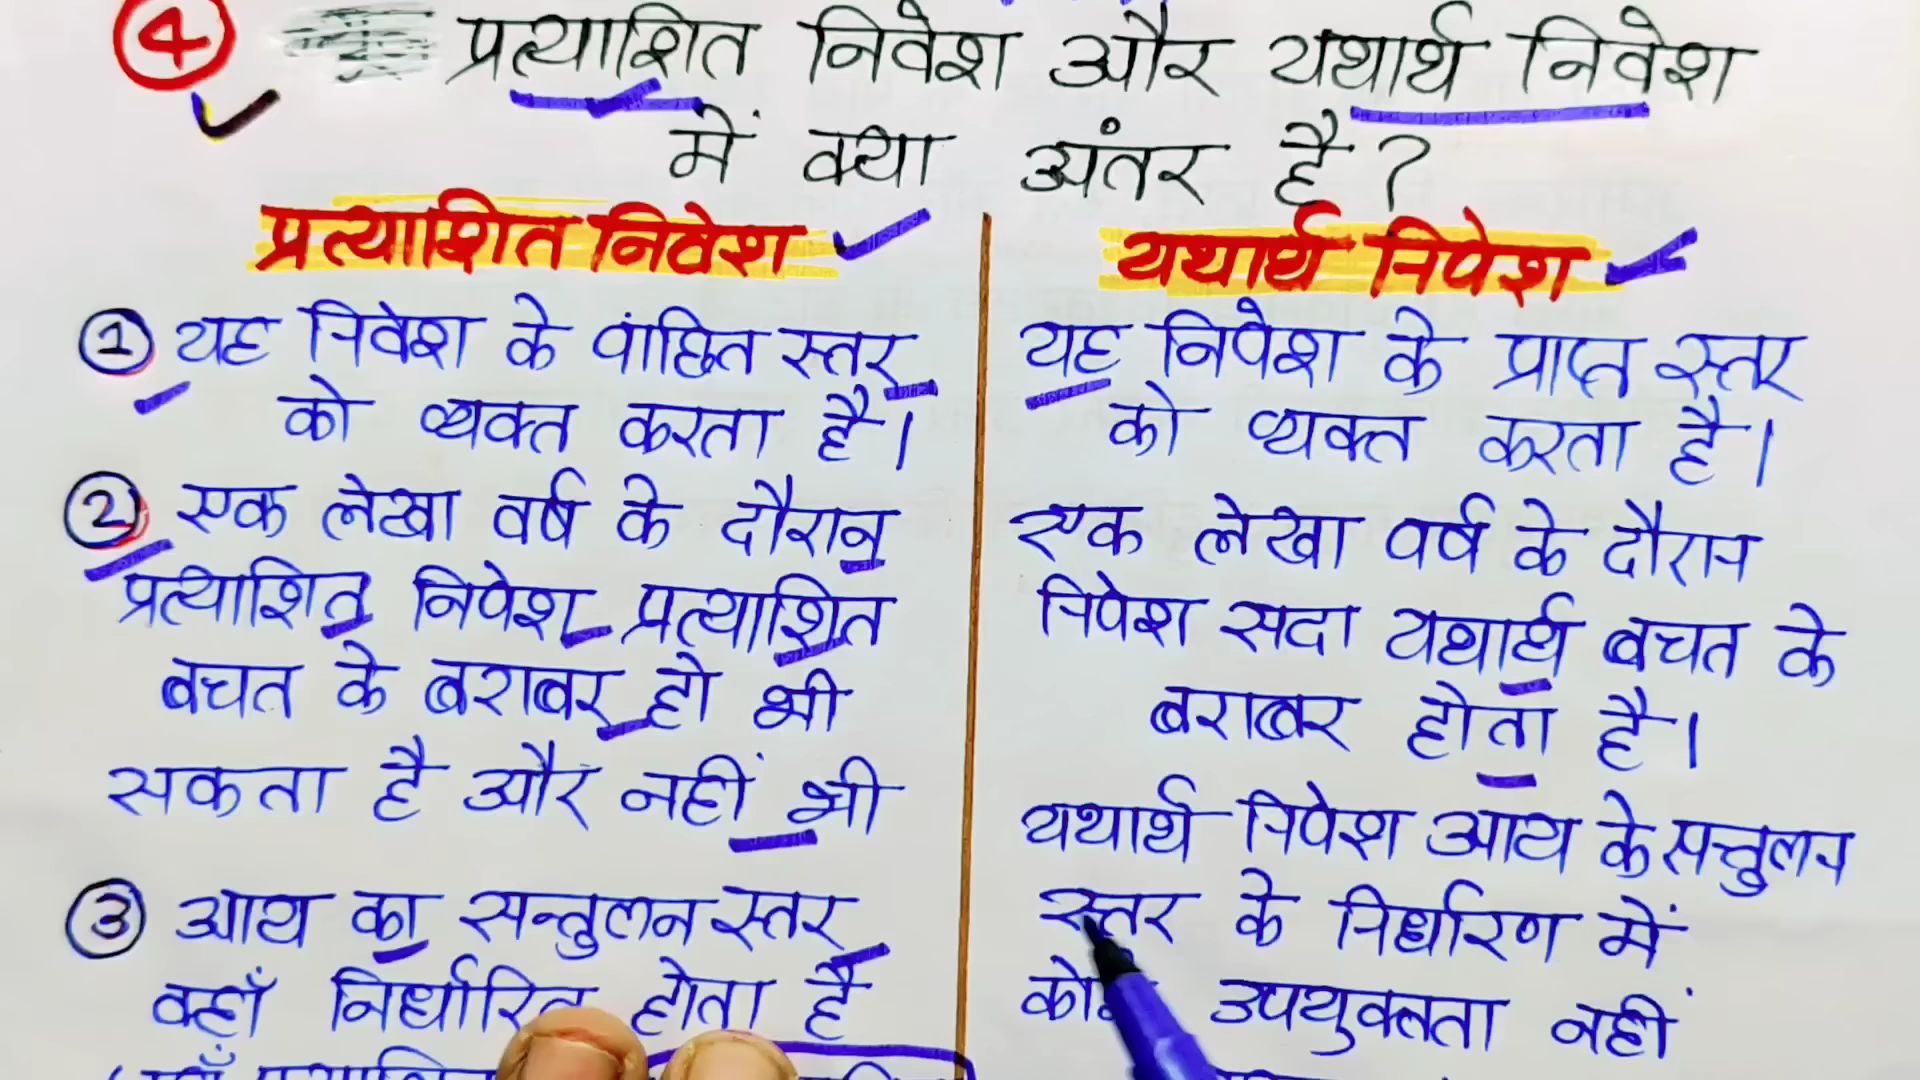 4 प्रत्याशित निवेश और यथार्थ निवेश
में क्या अंतर है?
प्रत्याशित निवेश
① यह निवेश के वांछित स्तर
को व्यक्त करता है।
② एक लेखा वर्ष के दौरान
प्रत्याशित निवेश प्रत्याशित
बचत के बराबर हो भी
सकता है और नहीं भी
③ आय का सन्तुलन स्तर
वहाँ निर्धारित होता है
यथार्थ निवेश
यह निवेश के प्राप्त स्तर
को व्यक्त करता है।
एक लेखा वर्ष के दौरान
निवेश सदा यथार्थ बचत के
बराबर होता है।
यथार्थ निवेश आय के सन्तुलन
स्तर के निर्धारण में
उपयुक्तता नहीं